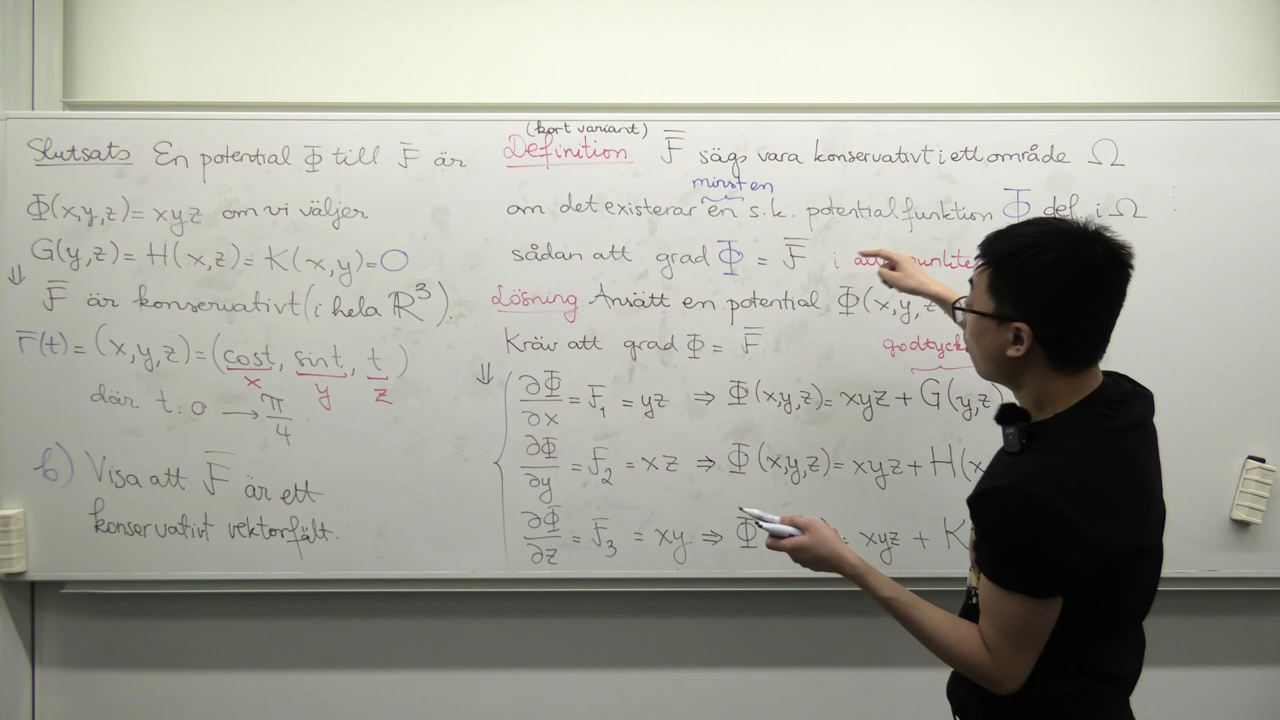 Slutsats En potential Φ till F̄ är
Φ(x,y,z) = xyz om vi väljer
G(y,z) = H(x,z) = K(x,y) = 0
⇓ F̄ är konservativt (i hela ℝ³).
r̄(t) = (x,y,z) = (cost, sint, t)
x y z
där t: 0 → π/4.
b) Visa att F̄ är ett
konservativt vektorfält.
(kort variant)
Definition F̄ sägs vara konservativt i ett område Ω
minst en
om det existerar en s.k. potentialfunktion Φ def. i Ω
sådan att grad Φ = F̄ i
Lösning Ansätt en potential Φ(x,y,z
Kräv att grad Φ = F̄
godtyck
⇓ ∂Φ/∂x = F₁ = yz ⇒ Φ(x,y,z) = xyz + G(y,z)
∂Φ/∂y = F₂ = xz ⇒ Φ(x,y,z) = xyz + H(x
∂Φ/∂z = F₃ = xy ⇒ Φ ) = xyz + K